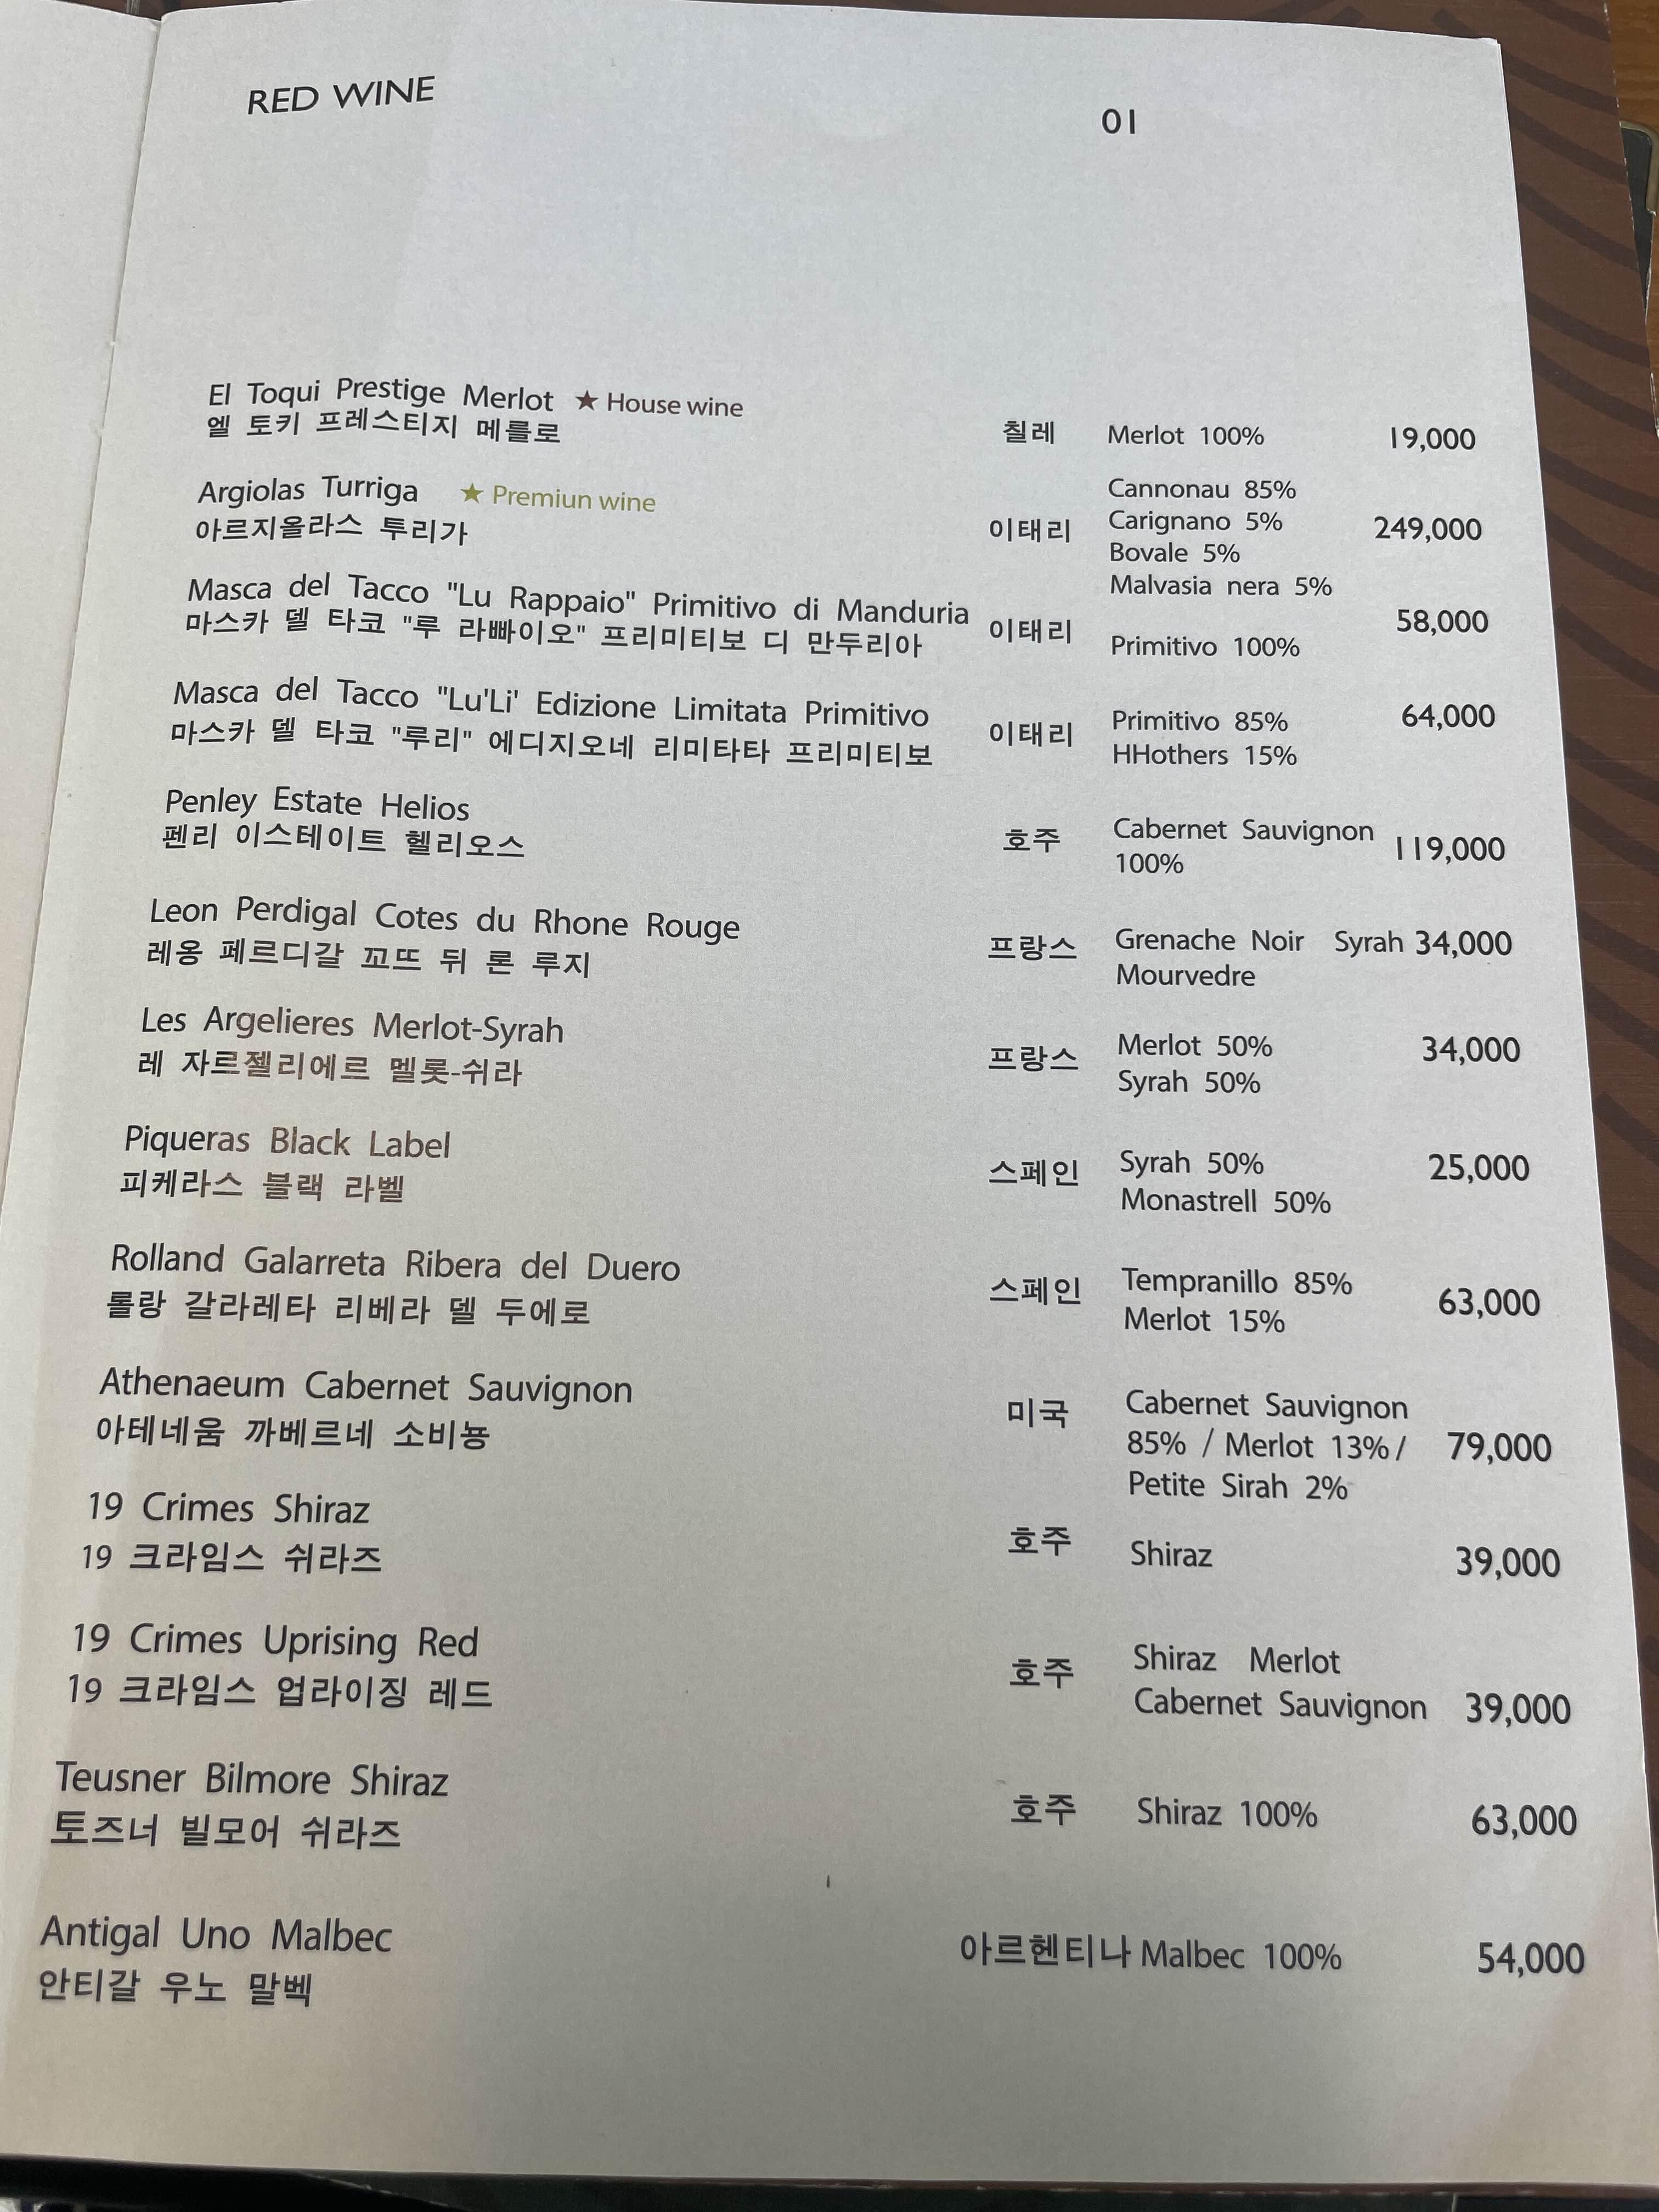 RED WINE
01
El Toqui Prestige Merlot ★ House wine
엘 토키 프레스티지 메를로
칠레 Merlot 100% 19,000
Argiolas Turriga ★ Premiun wine
아르지올라스 투리가
이태리
Cannonau 85%
Carignano 5%
Bovale 5%
Malvasia nera 5%
249,000
Masca del Tacco "Lu Rappaio" Primitivo di Manduria
마스카 델 타코 "루 라빠이오" 프리미티보 디 만두리아
이태리 Primitivo 100% 58,000
Masca del Tacco "Lu'Li' Edizione Limitata Primitivo
마스카 델 타코 "루리" 에디지오네 리미타타 프리미티보
이태리
Primitivo 85%
HHothers 15%
64,000
Penley Estate Helios
펜리 이스테이트 헬리오스
호주
Cabernet Sauvignon
100%
119,000
Leon Perdigal Cotes du Rhone Rouge
레옹 페르디갈 꼬뜨 뒤 론 루지
프랑스
Grenache Noir Syrah
Mourvedre
34,000
Les Argelieres Merlot-Syrah
레 자르젤리에르 멜롯-쉬라
프랑스
Merlot 50%
Syrah 50%
34,000
Piqueras Black Label
피케라스 불랙 라벨
스페인
Syrah 50%
Monastrell 50%
25,000
Rolland Galarreta Ribera del Duero
롤랑 갈라레타 리베라 델 두에로
스페인
Tempranillo 85%
Merlot 15%
63,000
Athenaeum Cabernet Sauvignon
아테네움 까베르네 소비뇽
미국
Cabernet Sauvignon
85% / Merlot 13% /
Petite Sirah 2%
79,000
19 Crimes Shiraz
19 크라임스 쉬라즈
호주 Shiraz 39,000
19 Crimes Uprising Red
19 크라임스 업라이징 레드
호주
Shiraz Merlot
Cabernet Sauvignon
39,000
Teusner Bilmore Shiraz
토즈너 빌모어 쉬라즈
호주 Shiraz 100% 63,000
Antigal Uno Malbec
안티갈 우노 말벡
아르헨티나 Malbec 100% 54,000